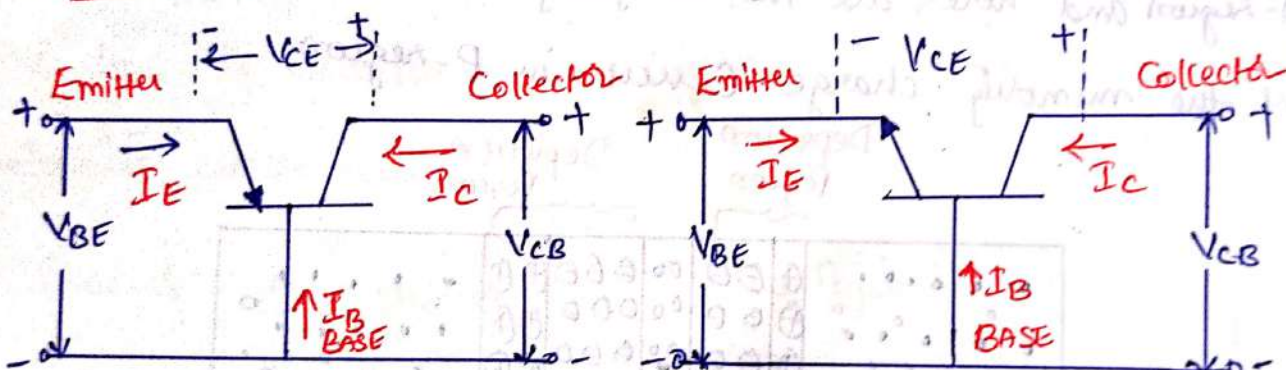 - VCE +
- VCE +
Emitter
Collector
Emitter
Collector
+
+
+
+
IE
IC
IE
IC
VBE
VCB
VBE
VCB
IB
BASE
IB
BASE
-
-
-
-